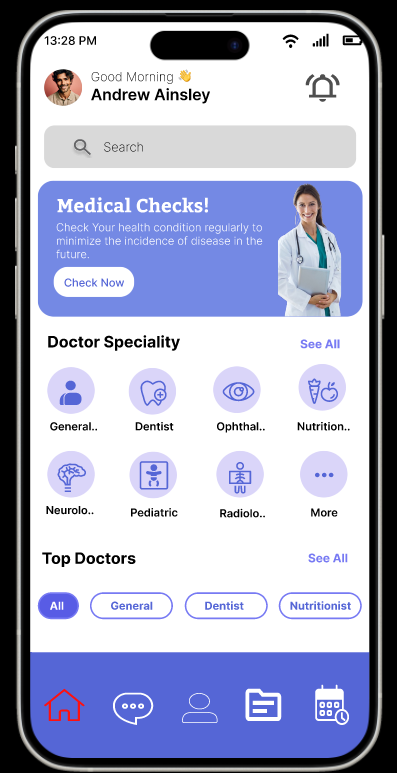 13:28 PM
Good Morning 👋
Andrew Ainsley
Search
Medical Checks!
Check Your health condition regularly to
minimize the incidence of disease in the
future.
Check Now
Doctor Speciality
See All
General..
Dentist
Ophthal..
Nutrition..
Neurolo..
Pediatric
Radiolo..
More
Top Doctors
See All
All
General
Dentist
Nutritionist